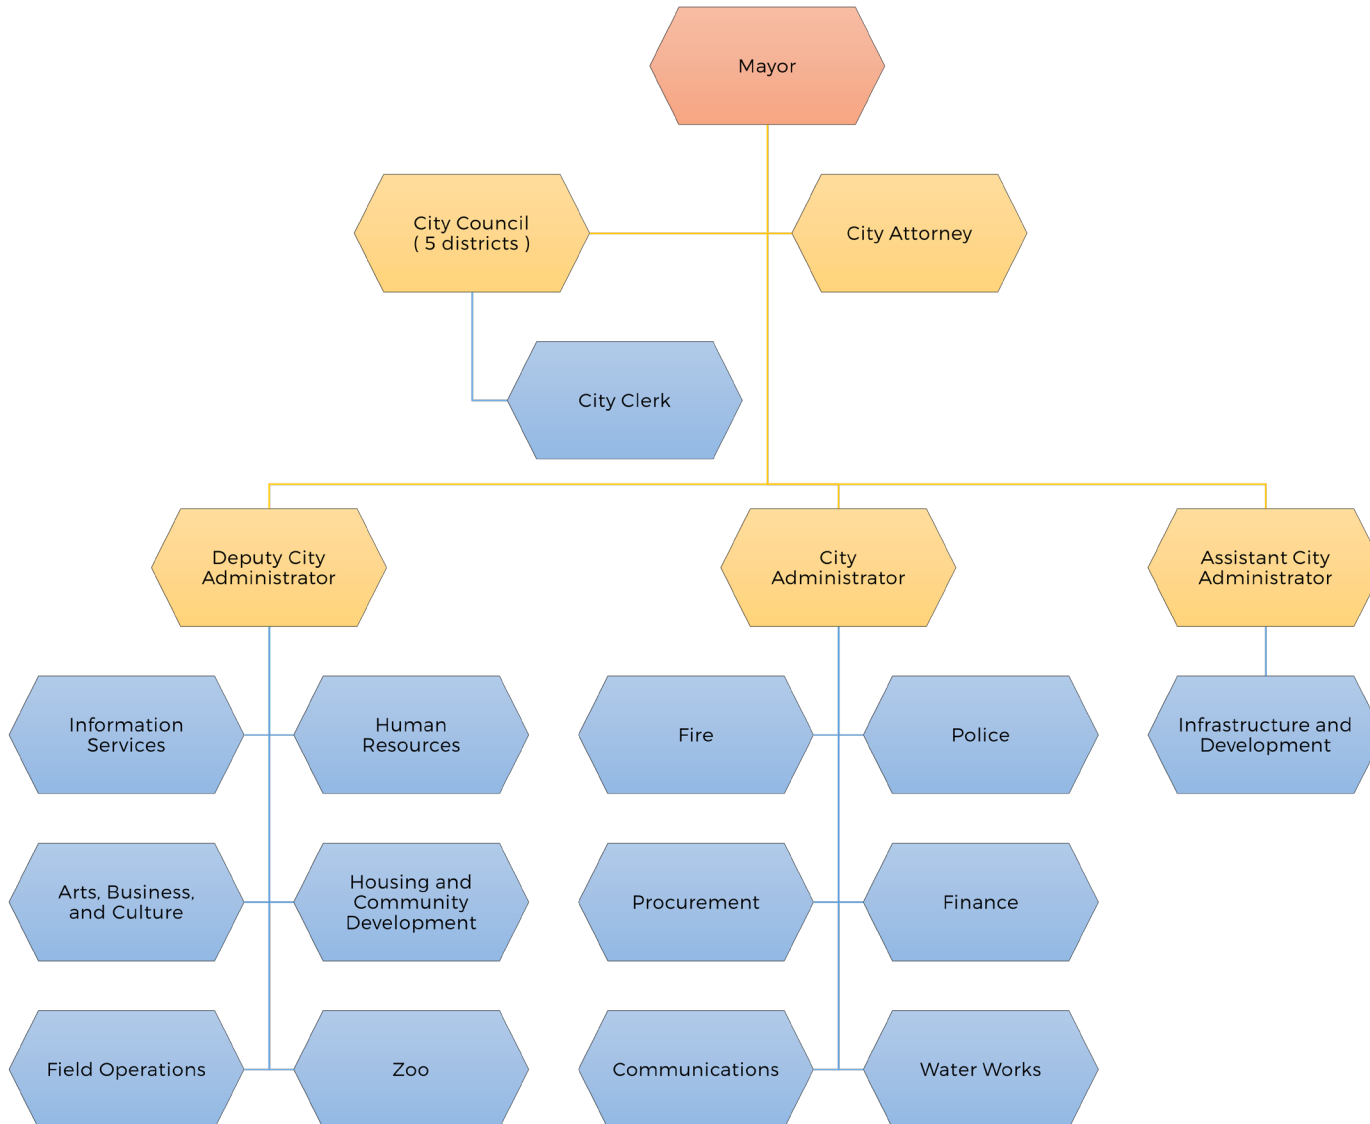 Mayor
City Council
( 5 districts )
City Attorney
City Clerk
Deputy City
Administrator
City
Administrator
Assistant City
Administrator
Information
Services
Human
Resources
Fire
Police
Infrastructure and
Development
Arts, Business,
and Culture
Housing and
Community
Development
Procurement
Finance
Field Operations
Zoo
Communications
Water Works